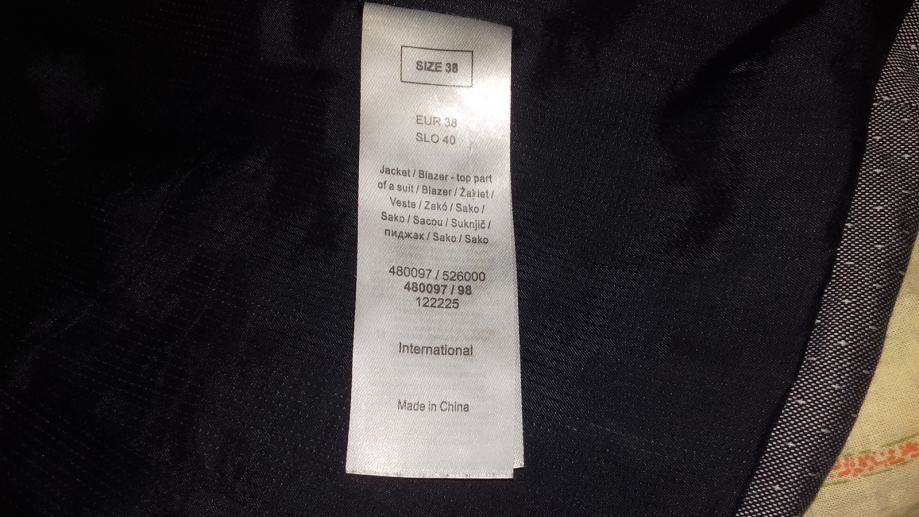 SIZE 38
EUR 38
SLO 40
Jacket / Blazer - top part
of a suit / Blazer / Żakiet /
Veste / Zakó / Sako /
Sako / Sacou / Suknjič /
пиджак / Sako / Sako
480097 / 526000
480097 / 98
122225
International
Made in China